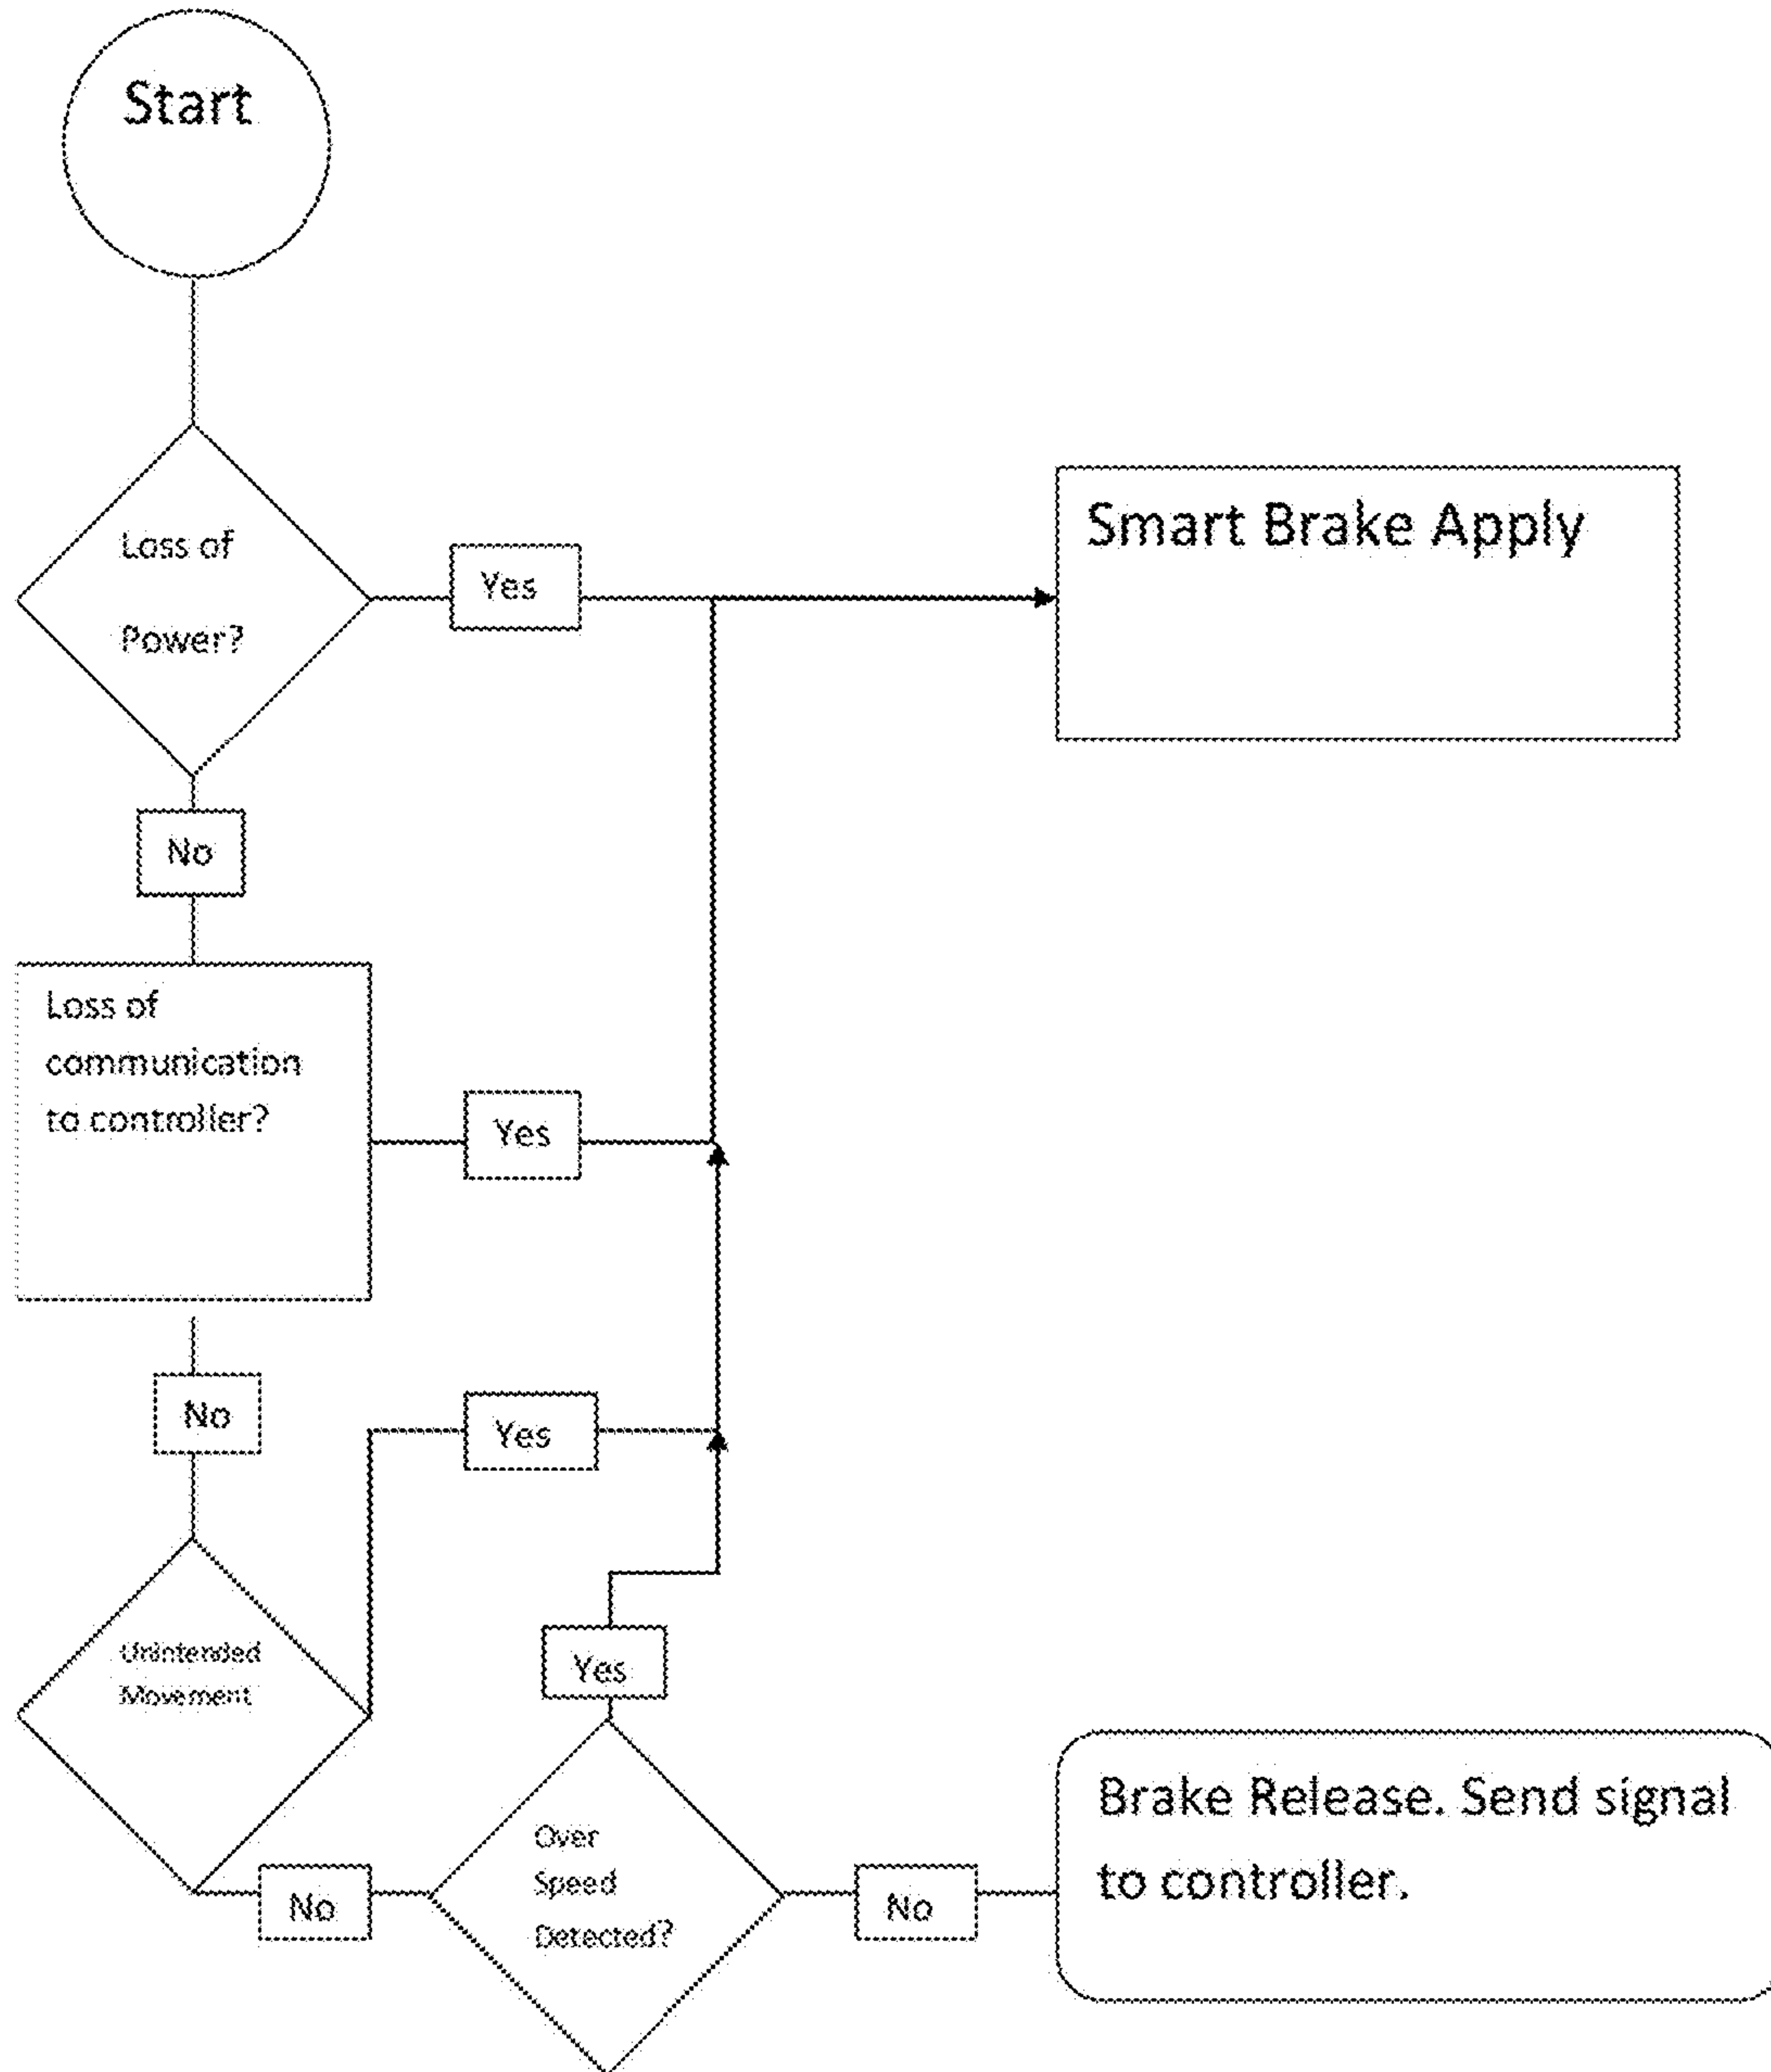 Start
Loss of
Power?
Yes
Smart Brake Apply
No
Loss of
communication
to controller?
Yes
No
Yes
Unintended
Movement
Yes
No
Over
Speed
Detected?
No
Brake Release. Send signal
to controller.